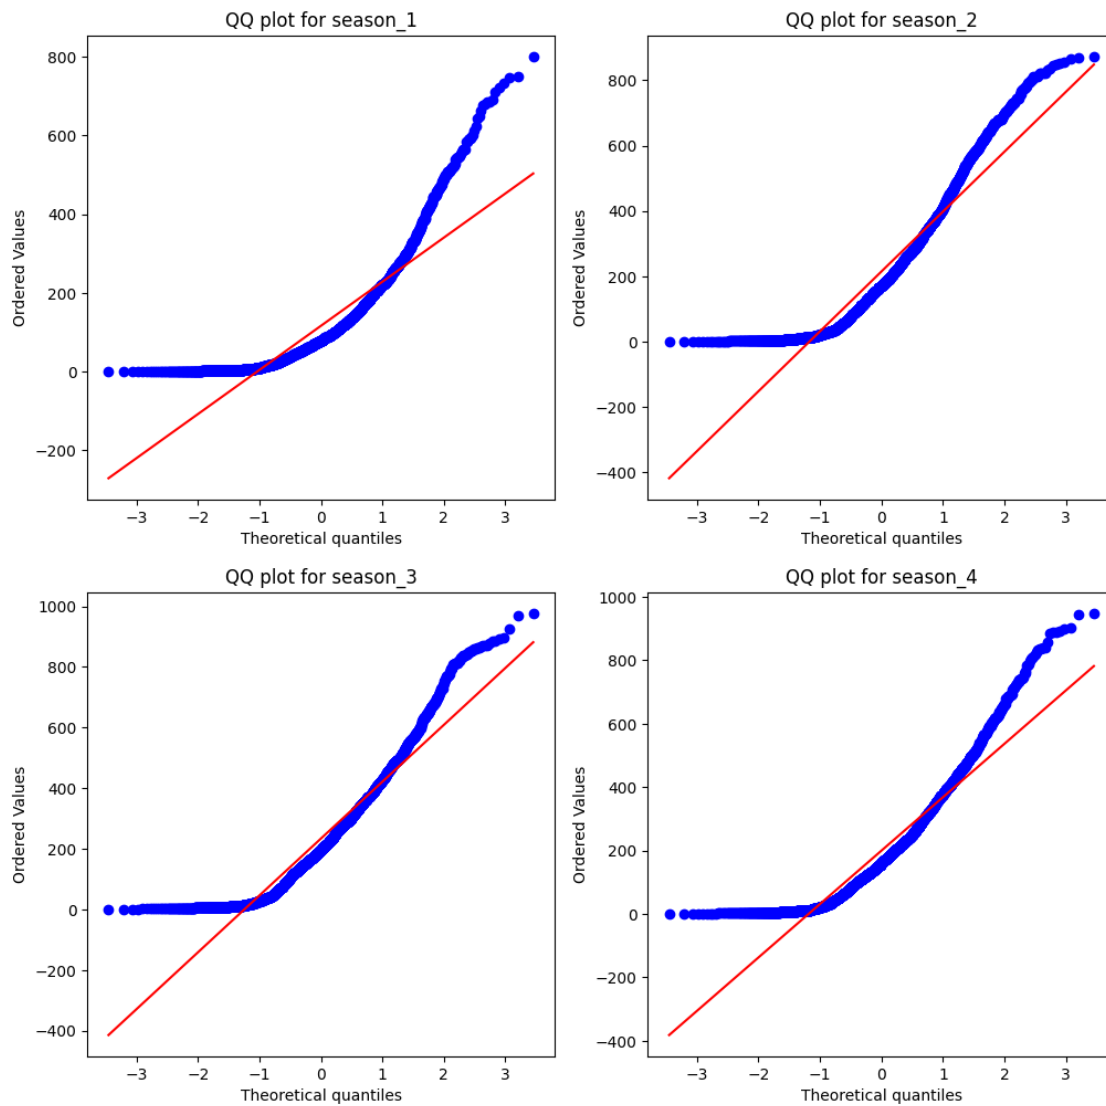 QQ plot for season_1
800
600
400
200
0
−200
Ordered Values
−3 −2 −1 0 1 2 3
Theoretical quantiles
QQ plot for season_2
800
600
400
200
0
−200
−400
Ordered Values
−3 −2 −1 0 1 2 3
Theoretical quantiles
QQ plot for season_3
1000
800
600
400
200
0
−200
−400
Ordered Values
−3 −2 −1 0 1 2 3
Theoretical quantiles
QQ plot for season_4
1000
800
600
400
200
0
−200
−400
Ordered Values
−3 −2 −1 0 1 2 3
Theoretical quantiles